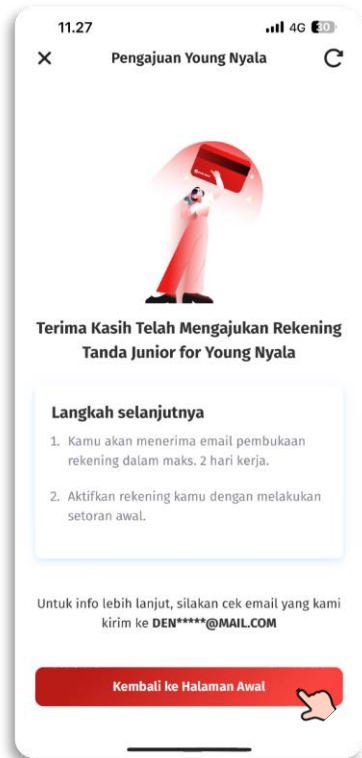 11.27
4G 30
Pengajuan Young Nyala
Terima Kasih Telah Mengajukan Rekening
Tanda Junior for Young Nyala
Langkah selanjutnya
1. Kamu akan menerima email pembukaan
rekening dalam maks. 2 hari kerja.
2. Aktifkan rekening kamu dengan melakukan
setoran awal.
Untuk info lebih lanjut, silakan cek email yang kami
kirim ke DEN*****@MAIL.COM
Kembali ke Halaman Awal